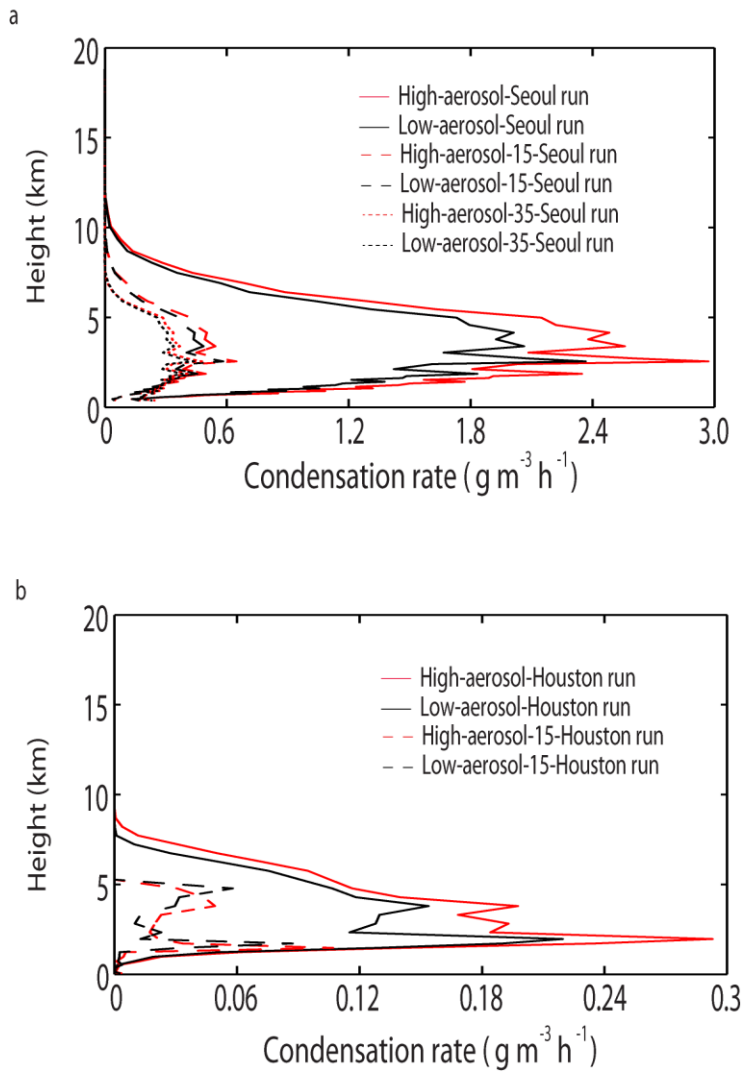 a
20
15
10
5
0
Height (km)
High-aerosol-Seoul run
Low-aerosol-Seoul run
High-aerosol-15-Seoul run
Low-aerosol-15-Seoul run
High-aerosol-35-Seoul run
Low-aerosol-35-Seoul run
0 0.6 1.2 1.8 2.4 3.0
Condensation rate ( g m⁻³ h⁻¹)
b
20
15
10
5
0
Height (km)
High-aerosol-Houston run
Low-aerosol-Houston run
High-aerosol-15-Houston run
Low-aerosol-15-Houston run
0 0.06 0.12 0.18 0.24 0.3
Condensation rate ( g m⁻³ h⁻¹)